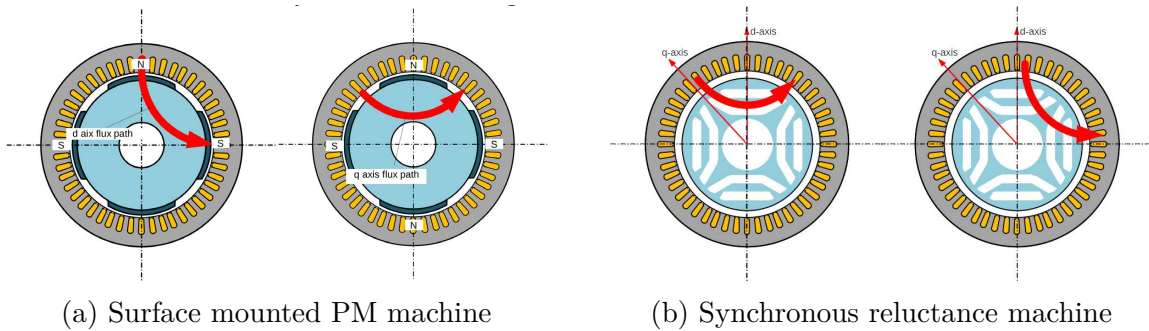 N
d aix flux path
S
S
N
S
S
q axis flux path
N
d-axis
q-axis
d-axis
q-axis
(a) Surface mounted PM machine
(b) Synchronous reluctance machine